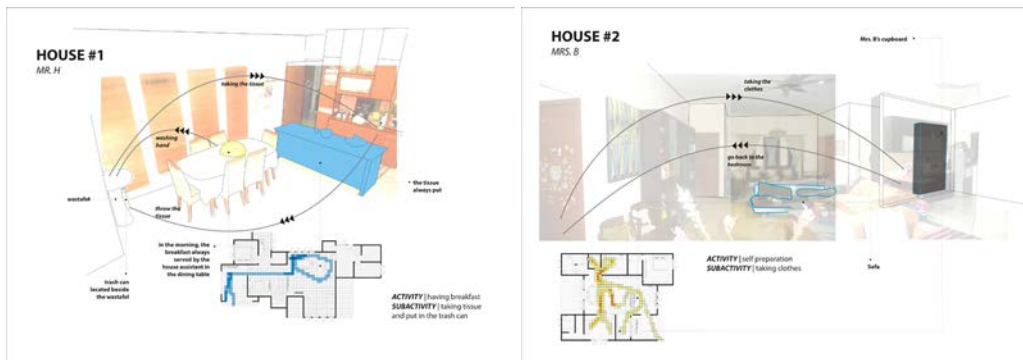 HOUSE #1
MR. H
taking the tissue
washing
hand
wastafel
throw the
tissue
the tissue
always put
in the morning, the
breakfast always
served by the
house assistant in
the dining table
trash can
located beside
the wastafel
ACTIVITY | having breakfast
SUBACTIVITY | taking tissue
and put in the trash can
HOUSE #2
MRS. B
Mrs. B's cupboard
taking the
clothes
go back to the
bedroom
ACTIVITY | self preparation
SUBACTIVITY | taking clothes
Sofa